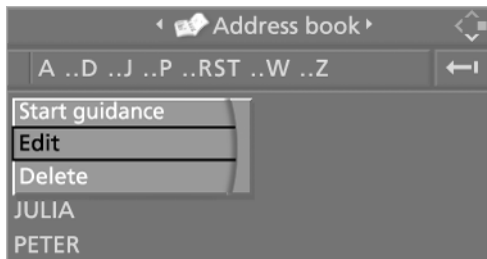 Address book
A ..D ..J ..P ..RST ..W ..Z
Start guidance
Edit
Delete
JULIA
PETER